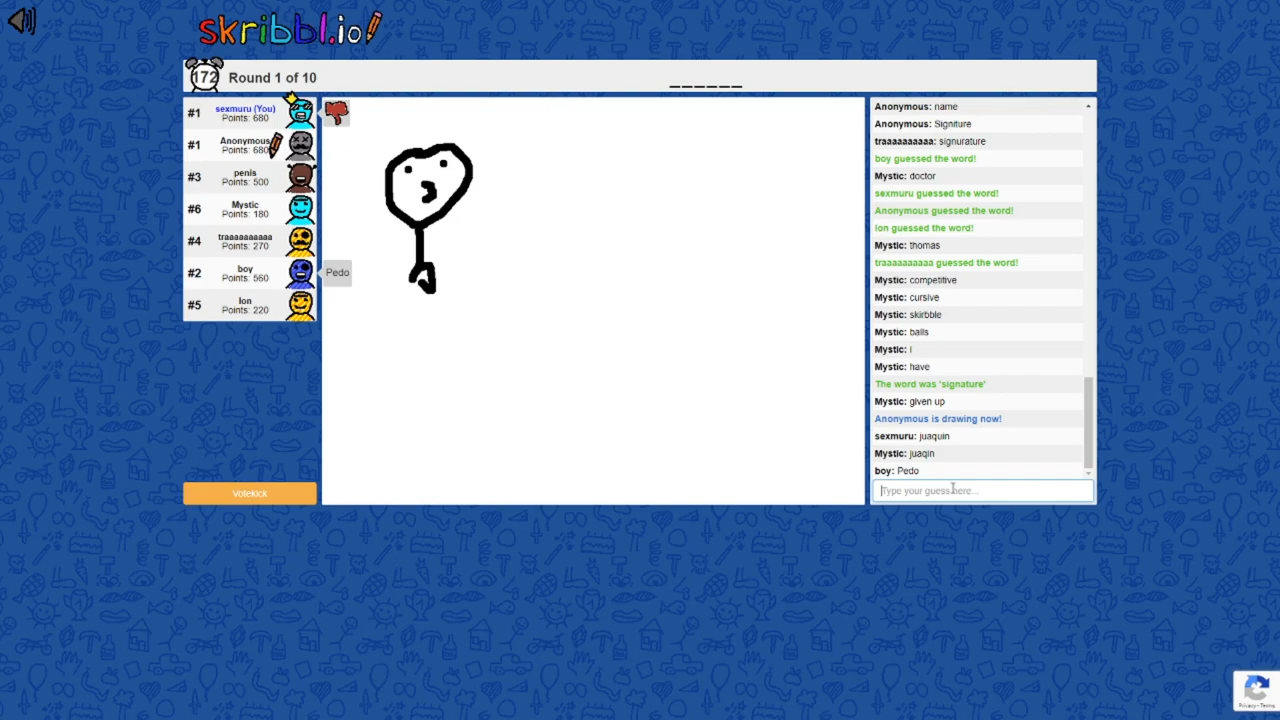 skribbl.io
172
Round 1 of 10
______
#1
sexmuru (You)
Points: 680
#1
Anonymous
Points: 680
#3
penis
Points: 500
#6
Mystic
Points: 180
#4
traaaaaaaaaa
Points: 270
#2
boy
Points: 560
#5
lon
Points: 220
Votekick
Pedo
Anonymous: name
Anonymous: Signiture
traaaaaaaaaa: signurature
boy guessed the word!
Mystic: doctor
sexmuru guessed the word!
Anonymous guessed the word!
lon guessed the word!
Mystic: thomas
traaaaaaaaaa guessed the word!
Mystic: competitive
Mystic: cursive
Mystic: skirbble
Mystic: balls
Mystic: i
Mystic: have
The word was 'signature'
Mystic: given up
Anonymous is drawing now!
sexmuru: juaquin
Mystic: juaqin
boy: Pedo
Type your guess here...
Privacy - Terms